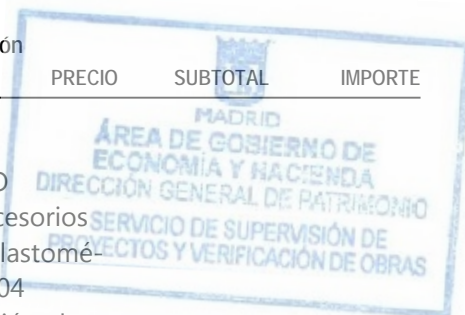 ón
PRECIO SUBTOTAL IMPORTE
MADRID
ÁREA DE GOBIERNO DE
ECONOMÍA Y HACIENDA
DIRECCIÓN GENERAL DE PATRIMONIO
cesorios
SERVICIO DE SUPERVISIÓN DE
lastomé-
PROYECTOS Y VERIFICACIÓN DE OBRAS
04